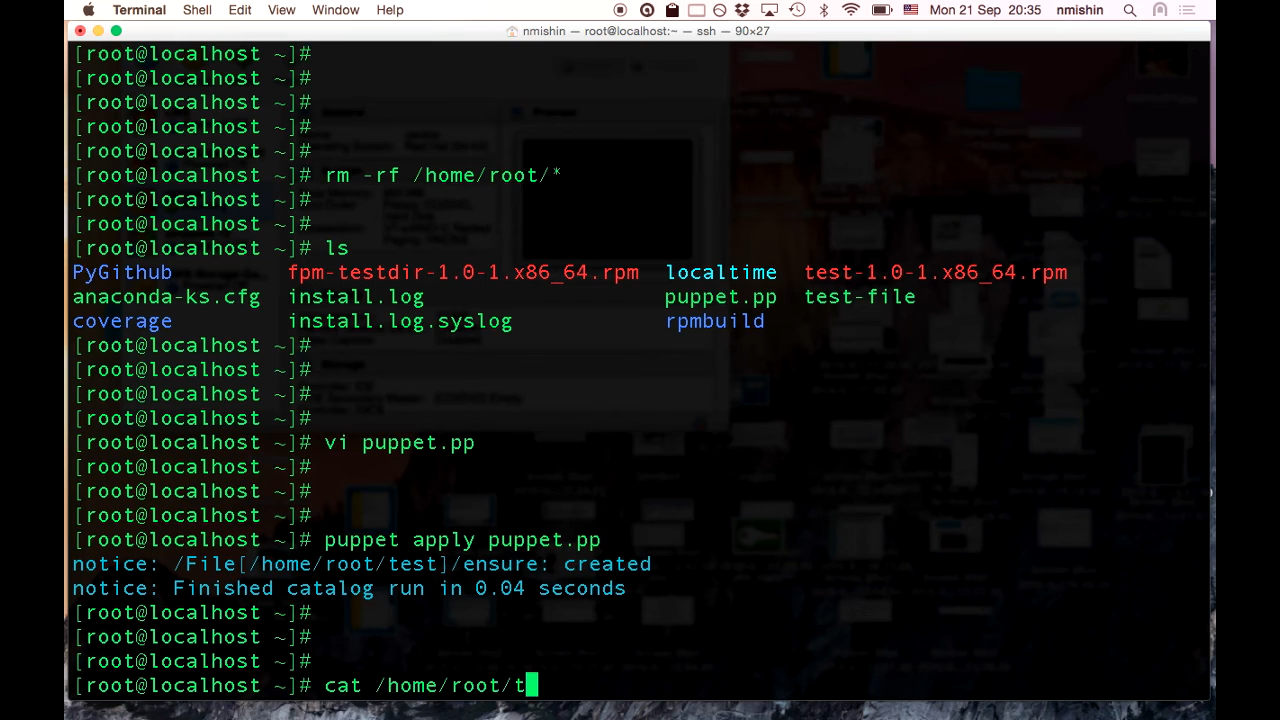 Terminal Shell Edit View Window Help Mon 21 Sep 20:35 nmishin
nmishin — root@localhost:~ — ssh — 90×27
[root@localhost ~]#
[root@localhost ~]#
[root@localhost ~]#
[root@localhost ~]#
[root@localhost ~]#
[root@localhost ~]# rm -rf /home/root/*
[root@localhost ~]#
[root@localhost ~]#
[root@localhost ~]# ls
PyGithub fpm-testdir-1.0-1.x86_64.rpm localtime test-1.0-1.x86_64.rpm
anaconda-ks.cfg install.log puppet.pp test-file
coverage install.log.syslog rpmbuild
[root@localhost ~]#
[root@localhost ~]#
[root@localhost ~]#
[root@localhost ~]#
[root@localhost ~]# vi puppet.pp
[root@localhost ~]#
[root@localhost ~]#
[root@localhost ~]#
[root@localhost ~]# puppet apply puppet.pp
notice: /File[/home/root/test]/ensure: created
notice: Finished catalog run in 0.04 seconds
[root@localhost ~]#
[root@localhost ~]#
[root@localhost ~]#
[root@localhost ~]# cat /home/root/t